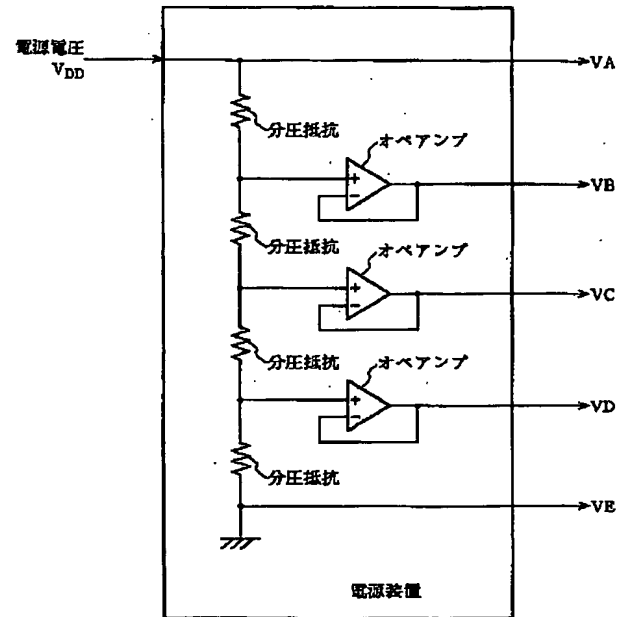 電源電圧
VDD
VA
分圧抵抗
オペアンプ
+
−
VB
分圧抵抗
オペアンプ
+
−
VC
分圧抵抗
オペアンプ
+
−
VD
分圧抵抗
VE
電源装置